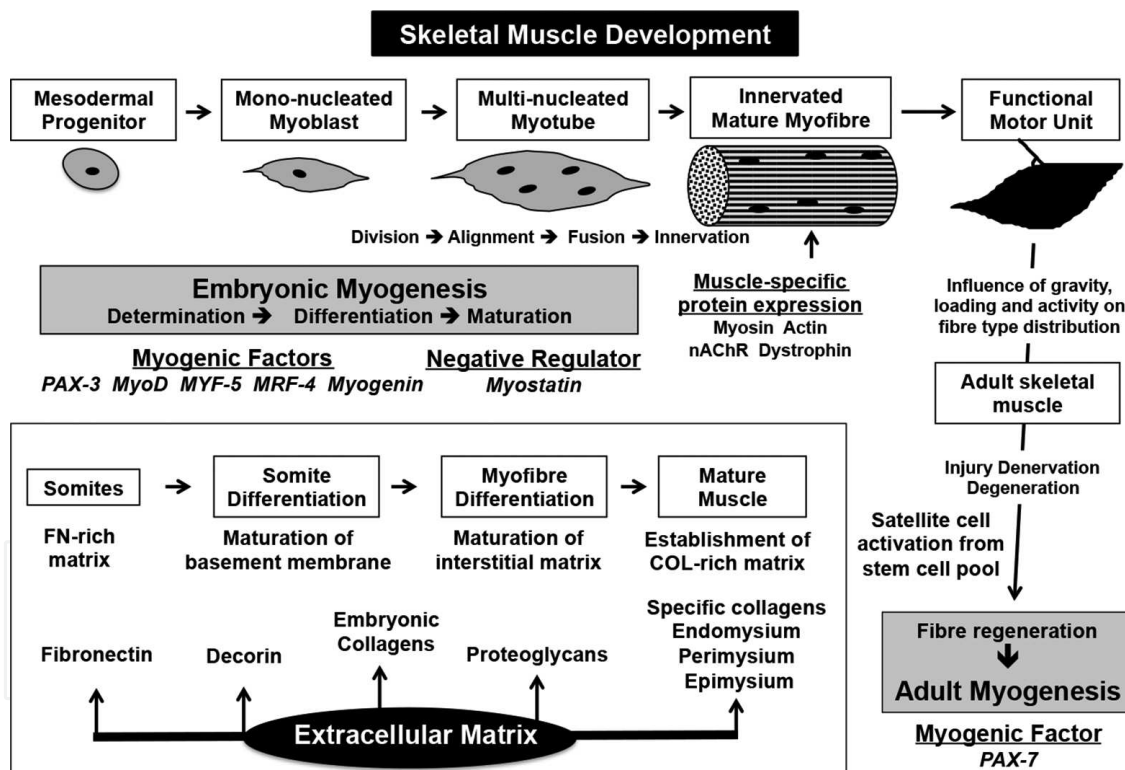 Skeletal Muscle Development
Mesodermal
Progenitor
Mono-nucleated
Myoblast
Multi-nucleated
Myotube
Innervated
Mature Myofibre
Functional
Motor Unit
Division ➔ Alignment ➔ Fusion ➔ Innervation
Muscle-specific
protein expression
Myosin Actin
nAChR Dystrophin
Embryonic Myogenesis
Determination ➔ Differentiation ➔ Maturation
Myogenic Factors
PAX-3 MyoD MYF-5 MRF-4 Myogenin
Negative Regulator
Myostatin
Influence of gravity,
loading and activity on
fibre type distribution
Adult skeletal
muscle
Injury Denervation
Degeneration
Satellite cell
activation from
stem cell pool
Fibre regeneration
Adult Myogenesis
Myogenic Factor
PAX-7
Somites
Somite
Differentiation
Myofibre
Differentiation
Mature
Muscle
FN-rich
matrix
Maturation of
basement membrane
Maturation of
interstitial matrix
Establishment of
COL-rich matrix
Fibronectin
Decorin
Embryonic
Collagens
Proteoglycans
Specific collagens
Endomysium
Perimysium
Epimysium
Extracellular Matrix